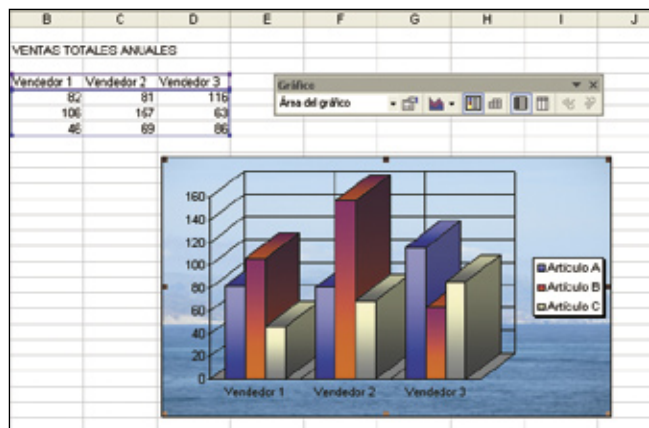 B C D E F G H I J
VENTAS TOTALES ANUALES
Vendedor 1 Vendedor 2 Vendedor 3
82 81 116
106 157 63
46 69 86
Gráfico
Área del gráfico
160
140
120
100
80
60
40
20
0
Vendedor 1 Vendedor 2 Vendedor 3
Artículo A
Artículo B
Artículo C